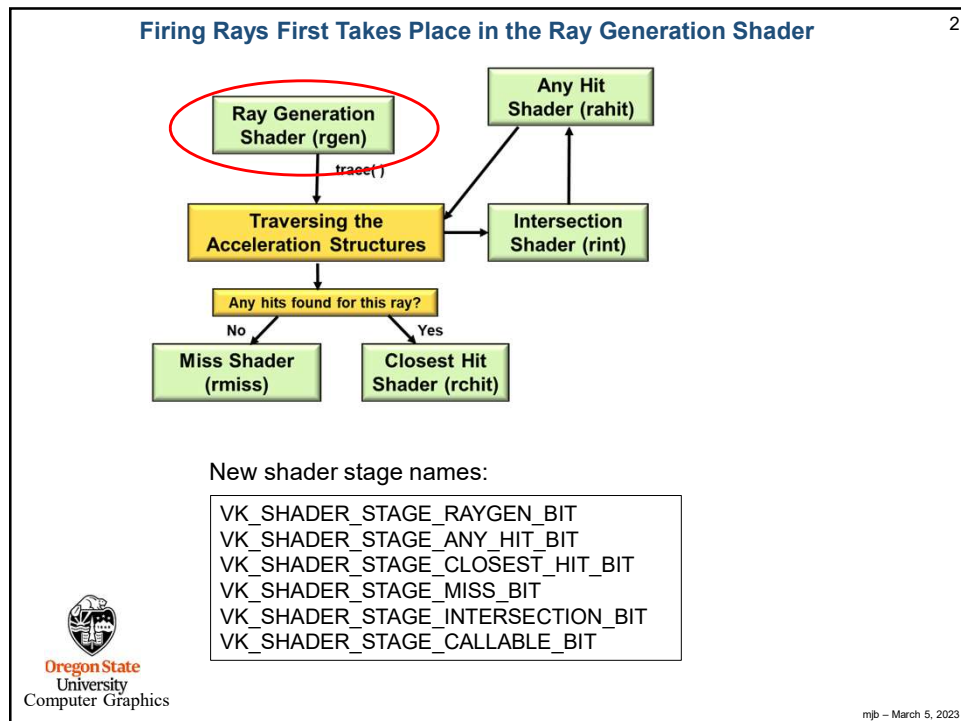 Firing Rays First Takes Place in the Ray Generation Shader
2
Ray Generation
Shader (rgen)
trace( )
Any Hit
Shader (rahit)
Traversing the
Acceleration Structures
Intersection
Shader (rint)
Any hits found for this ray?
No
Yes
Miss Shader
(rmiss)
Closest Hit
Shader (rchit)
New shader stage names:
VK_SHADER_STAGE_RAYGEN_BIT
VK_SHADER_STAGE_ANY_HIT_BIT
VK_SHADER_STAGE_CLOSEST_HIT_BIT
VK_SHADER_STAGE_MISS_BIT
VK_SHADER_STAGE_INTERSECTION_BIT
VK_SHADER_STAGE_CALLABLE_BIT
Oregon State
University
Computer Graphics
mjb – March 5, 2023